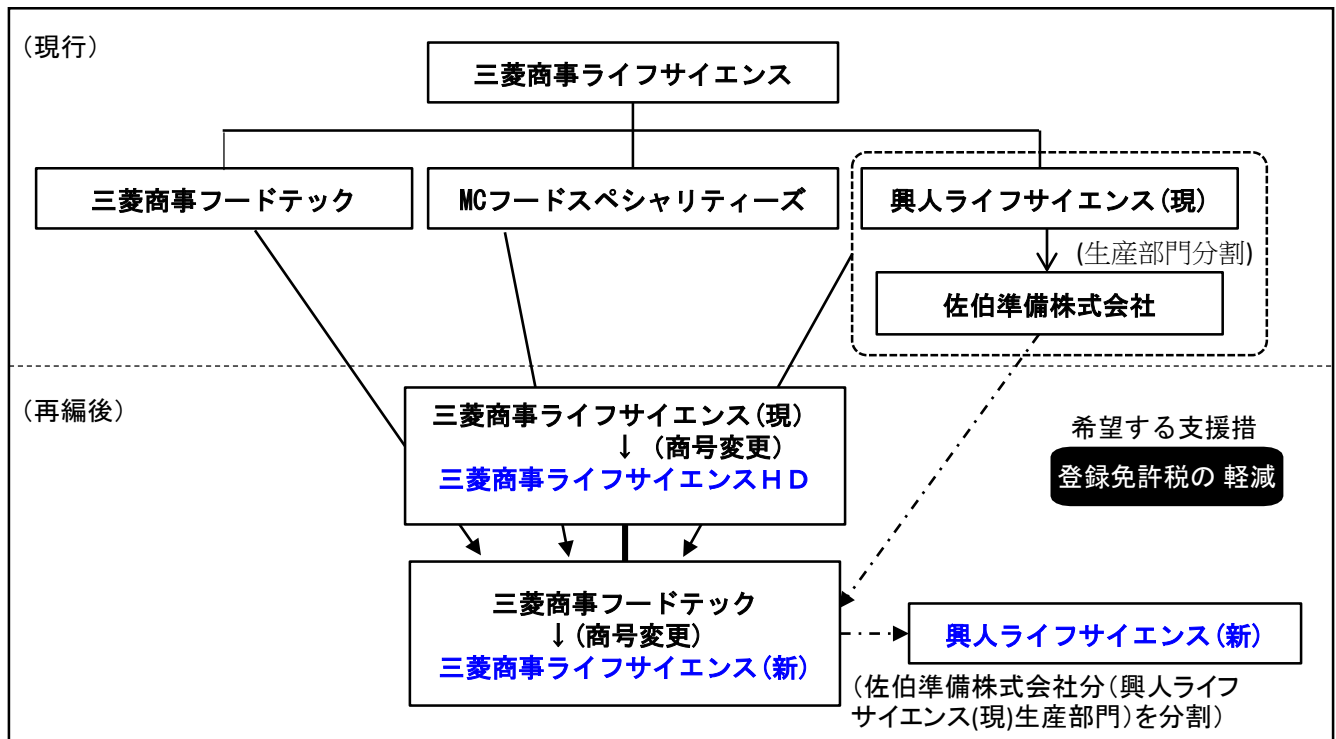 （現行）
三菱商事ライフサイエンス
三菱商事フードテック
MCフードスペシャリティーズ
興人ライフサイエンス(現)
(生産部門分割)
佐伯準備株式会社
（再編後）
三菱商事ライフサイエンス(現)
↓（商号変更）
三菱商事ライフサイエンスＨＤ
希望する支援措
登録免許税の 軽減
三菱商事フードテック
↓(商号変更)
三菱商事ライフサイエンス(新)
興人ライフサイエンス(新)
（佐伯準備株式会社分（興人ライフ
サイエンス(現)生産部門）を分割）